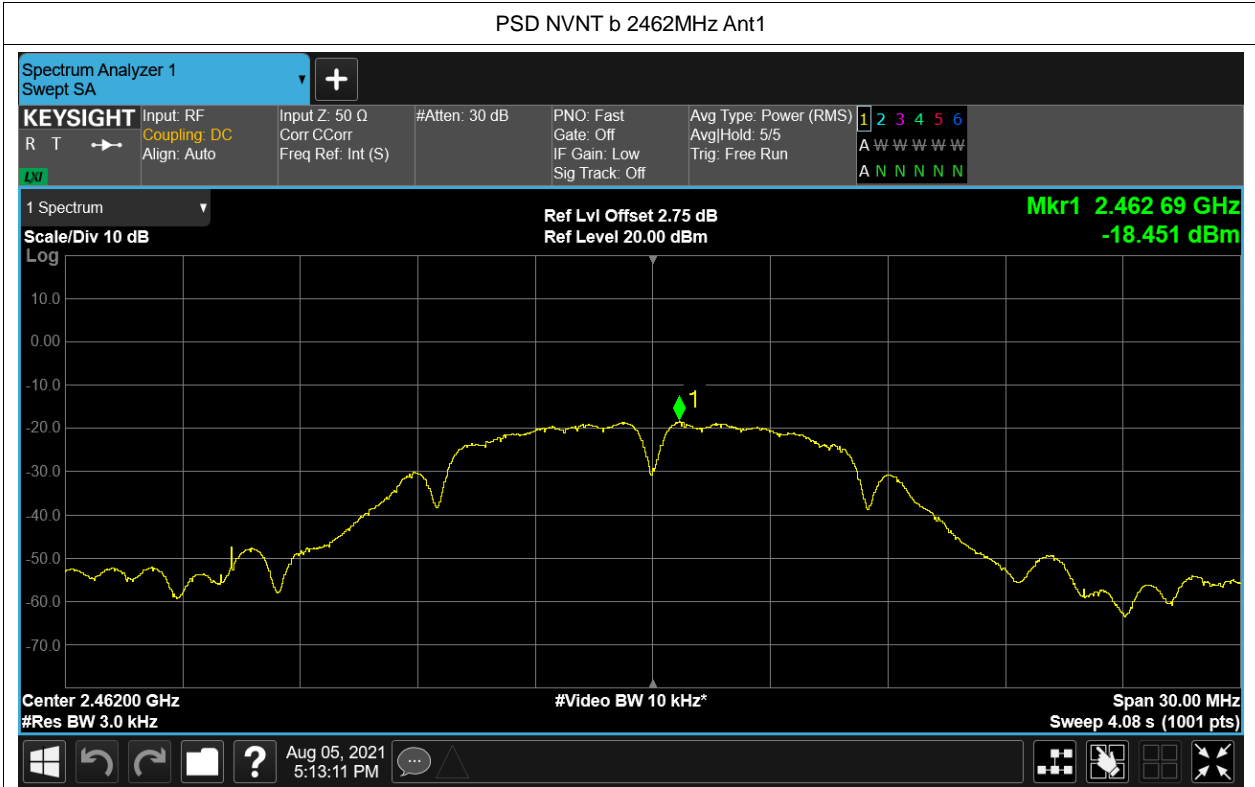 PSD NVNT b 2462MHz Ant1
Spectrum Analyzer 1
Swept SA
KEYSIGHT
R T
LXI
Input: RF
Coupling: DC
Align: Auto
Input Z: 50 Ω
Corr CCorr
Freq Ref: Int (S)
#Atten: 30 dB
PNO: Fast
Gate: Off
IF Gain: Low
Sig Track: Off
Avg Type: Power (RMS)
Avg|Hold: 5/5
Trig: Free Run
1 2 3 4 5 6
A W W W W W
A N N N N N
1 Spectrum
Scale/Div 10 dB
Ref Lvl Offset 2.75 dB
Ref Level 20.00 dBm
Mkr1 2.462 69 GHz
-18.451 dBm
Log
10.0
0.00
-10.0
1
-20.0
-30.0
-40.0
-50.0
-60.0
-70.0
Center 2.46200 GHz
#Video BW 10 kHz*
Span 30.00 MHz
#Res BW 3.0 kHz
Sweep 4.08 s (1001 pts)
?
Aug 05, 2021
5:13:11 PM